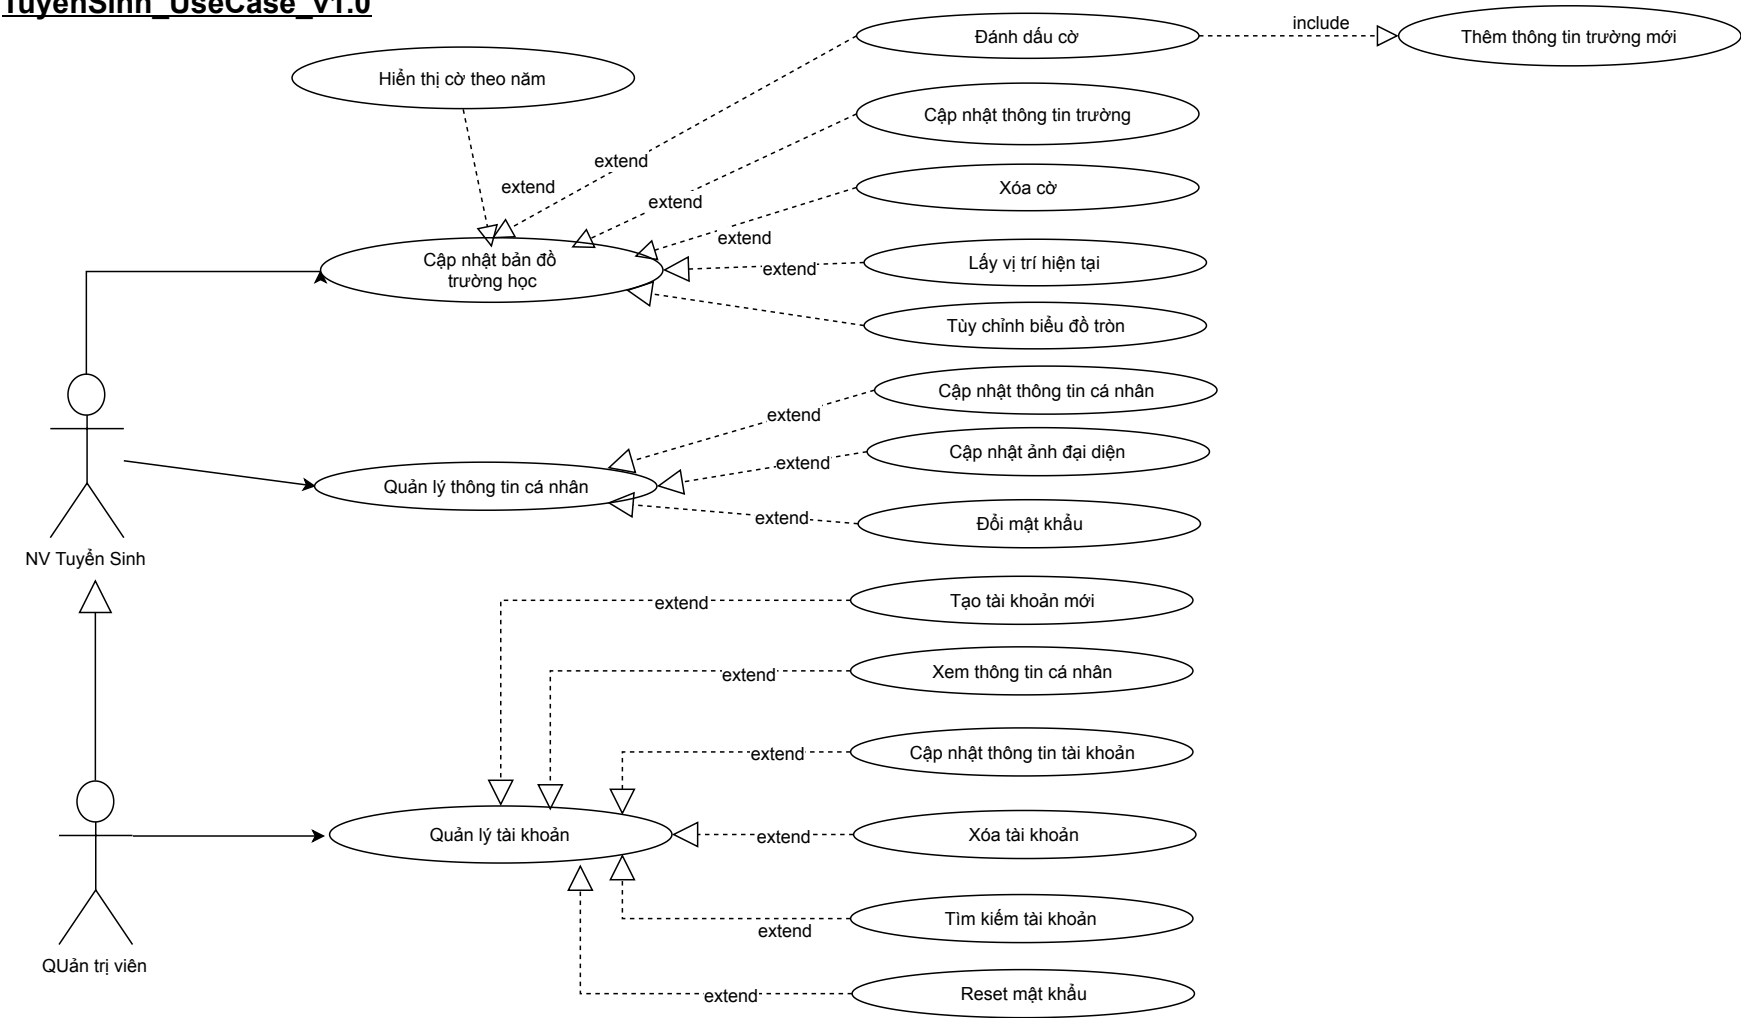 TuyenSinh_UseCase_v1.0
Đánh dấu cờ
include
Thêm thông tin trường mới
Hiển thị cờ theo năm
Cập nhật thông tin trường
extend
extend
Xóa cờ
extend
extend
Cập nhật bản đồ
trường học
extend
Lấy vị trí hiện tại
Tùy chỉnh biểu đồ tròn
Cập nhật thông tin cá nhân
extend
Cập nhật ảnh đại diện
extend
Quản lý thông tin cá nhân
extend
Đổi mật khẩu
NV Tuyển Sinh
extend
Tạo tài khoản mới
extend
Xem thông tin cá nhân
extend
Cập nhật thông tin tài khoản
Quản lý tài khoản
extend
Xóa tài khoản
extend
Tìm kiếm tài khoản
QUản trị viên
extend
Reset mật khẩu